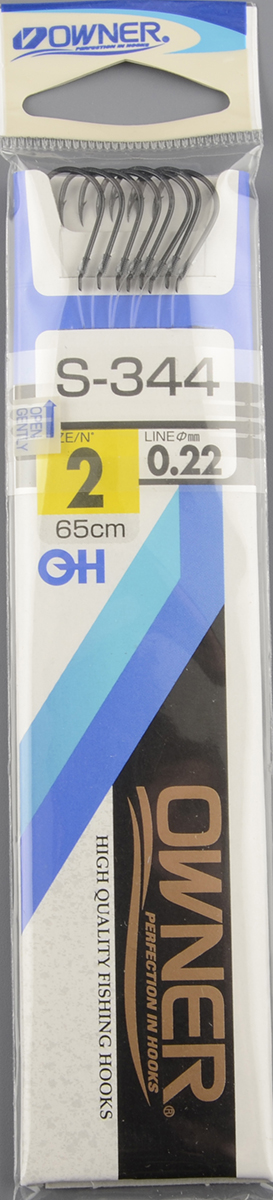 OWNER®
PERFECTION IN HOOKS
S-344
OPEN
GENTLY
ZE/N°
LINE Φmm
2
0.22
65cm
OH
OWNER®
PERFECTION IN HOOKS
HIGH QUALITY FISHING HOOKS